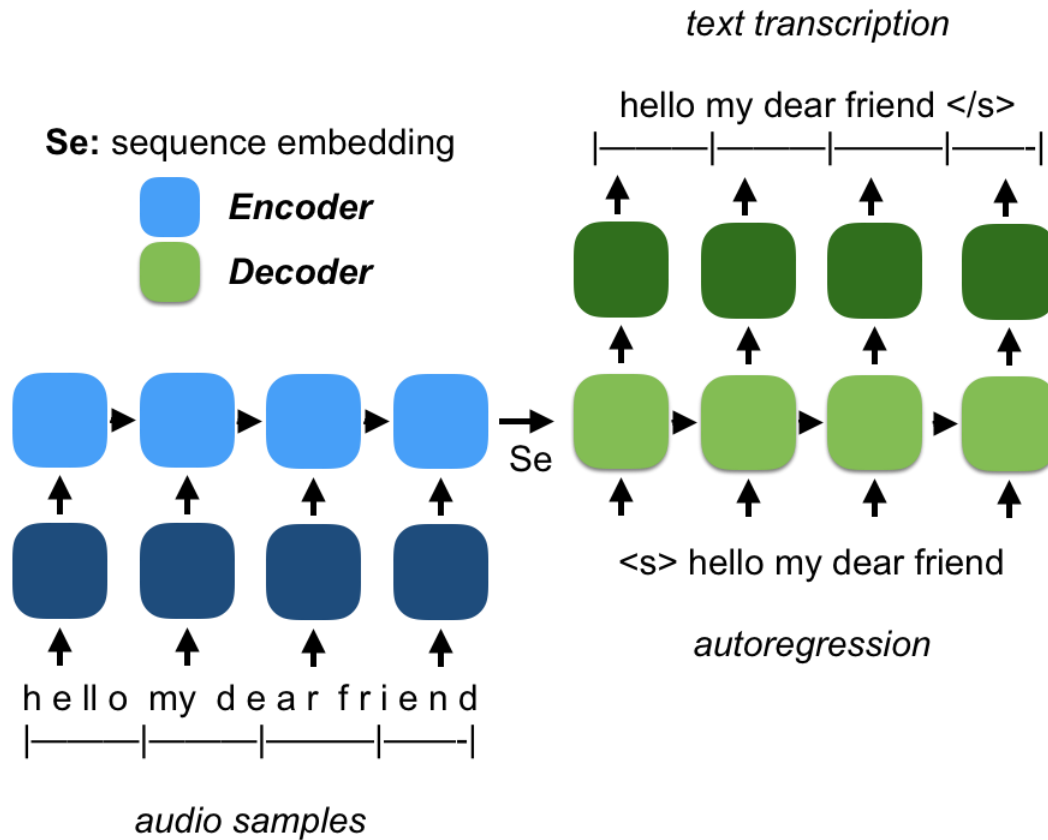 text transcription
hello my dear friend </s>
|————|————|————|———-|
Se: sequence embedding
Encoder
Decoder
Se
<s> hello my dear friend
autoregression
h e ll o my d e a r f r i e n d
|————|————|————|———-|
audio samples